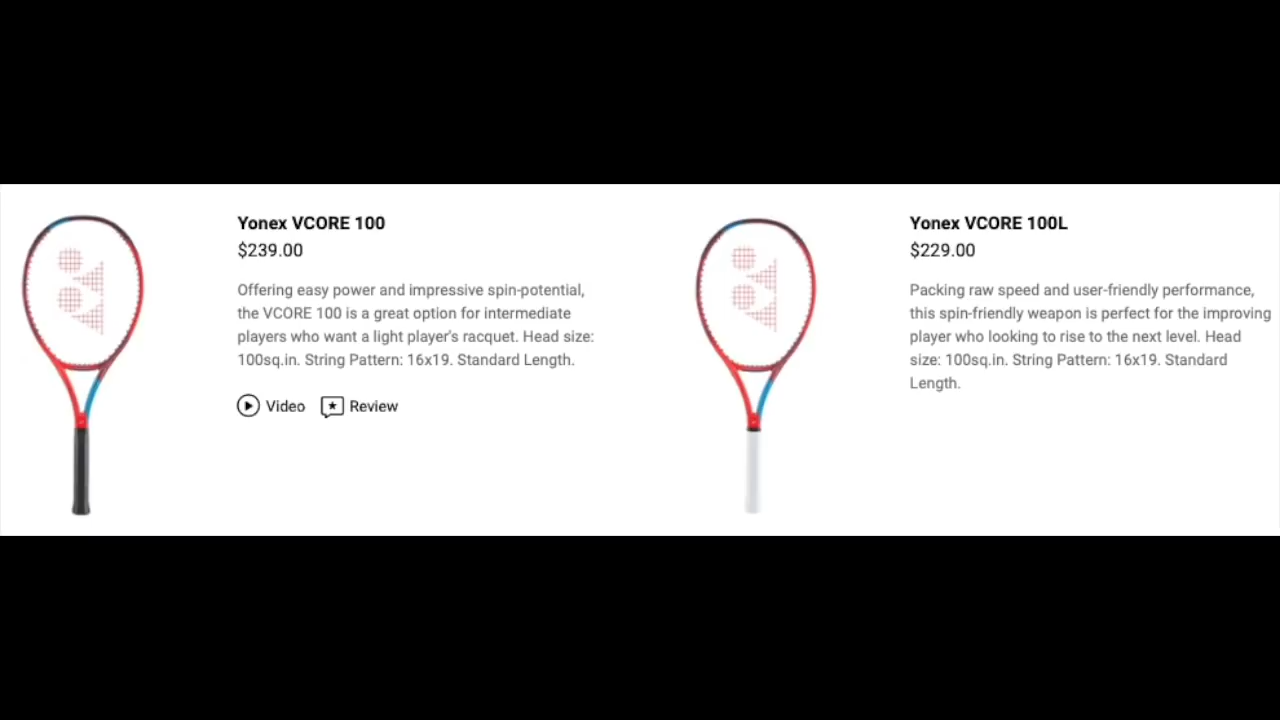 Yonex VCORE 100
$239.00
Offering easy power and impressive spin-potential,
the VCORE 100 is a great option for intermediate
players who want a light player's racquet. Head size:
100sq.in. String Pattern: 16x19. Standard Length.
Video Review
Yonex VCORE 100L
$229.00
Packing raw speed and user-friendly performance,
this spin-friendly weapon is perfect for the improving
player who looking to rise to the next level. Head
size: 100sq.in. String Pattern: 16x19. Standard
Length.